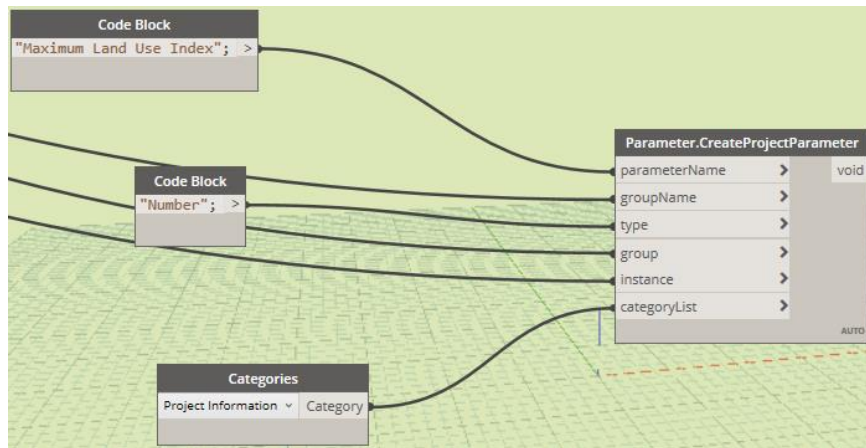 Code Block
"Maximum Land Use Index"; >
Parameter.CreateProjectParameter
parameterName > void
groupName >
Code Block
"Number"; >
type >
group >
instance >
categoryList >
AUTO
Categories
Project Information Category